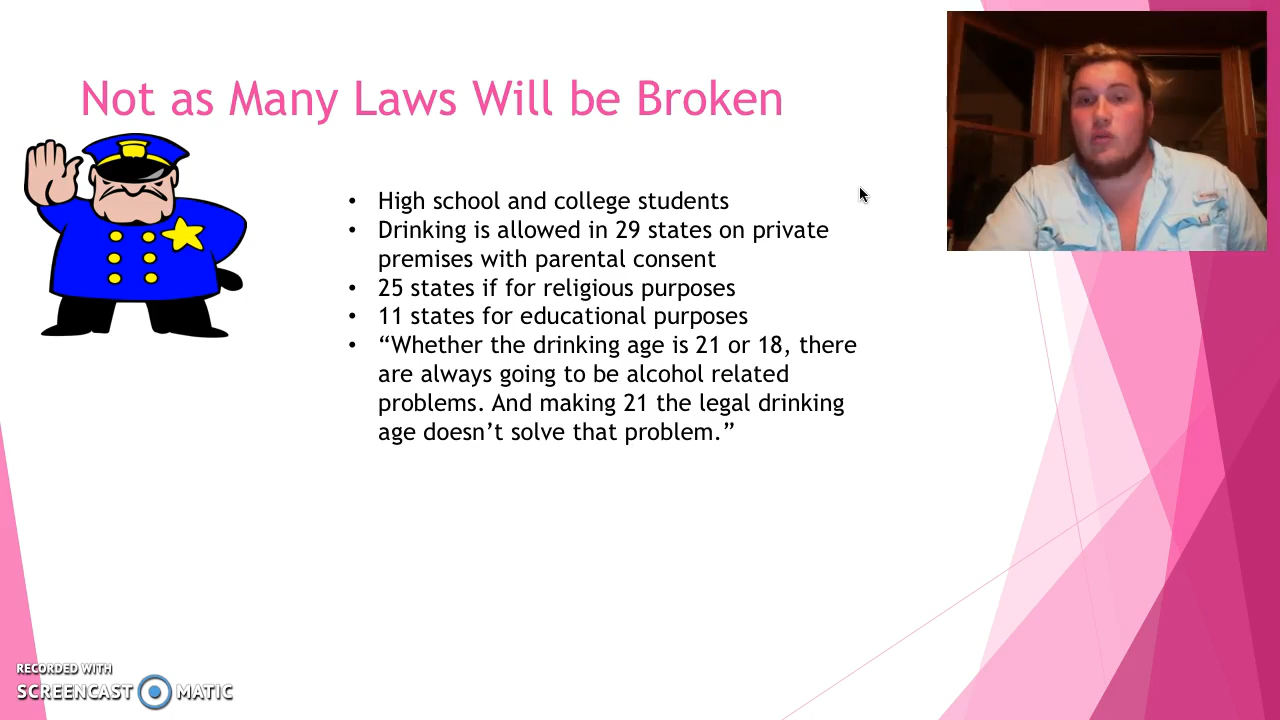 Not as Many Laws Will be Broken
• High school and college students
• Drinking is allowed in 29 states on private
premises with parental consent
• 25 states if for religious purposes
• 11 states for educational purposes
• “Whether the drinking age is 21 or 18, there
are always going to be alcohol related
problems. And making 21 the legal drinking
age doesn’t solve that problem.”
RECORDED WITH
SCREENCAST MATIC